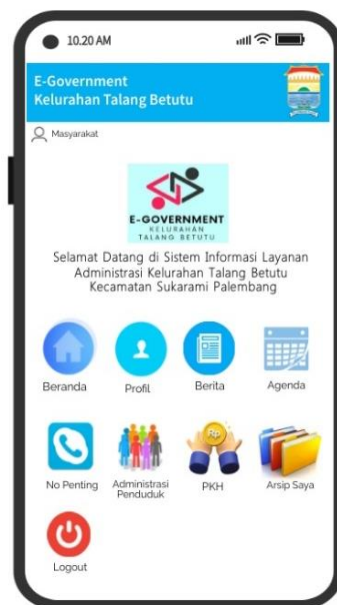 10.20 AM
E-Government
Kelurahan Talang Betutu
Masyarakat
E-GOVERNMENT
KELURAHAN
TALANG BETUTU
Selamat Datang di Sistem Informasi Layanan
Administrasi Kelurahan Talang Betutu
Kecamatan Sukarami Palembang
Beranda
Profil
Berita
Agenda
No Penting
Administrasi
Penduduk
Rp
PKH
Arsip Saya
Logout